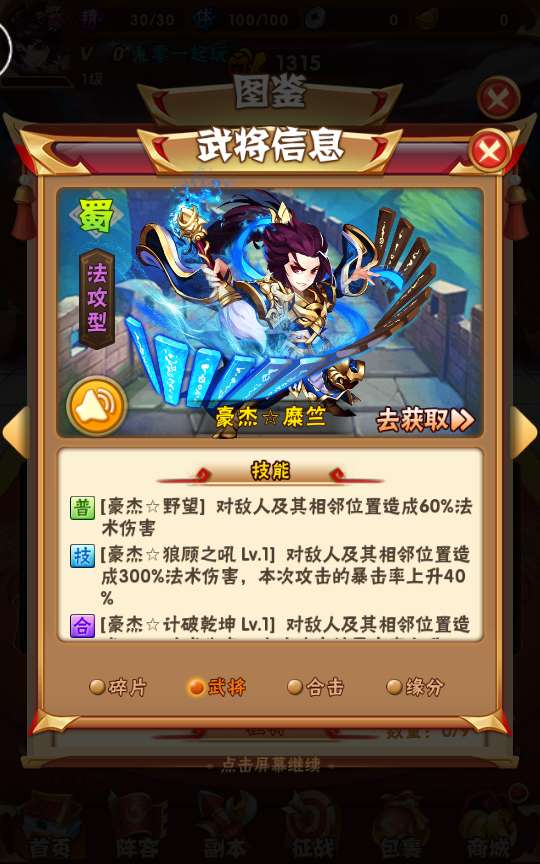 精 30/30 体 100/100 0 0
1315
1级
图鉴
武将信息
蜀
法攻型
豪杰☆糜竺
去获取
技能
普 [豪杰☆野望] 对敌人及其相邻位置造成60%法
术伤害
技 [豪杰☆狼顾之吼 Lv.1] 对敌人及其相邻位置造
成300%法术伤害，本次攻击的暴击率上升40
%
合 [豪杰☆计破乾坤 Lv.1] 对敌人及其相邻位置造
碎片 武将 合击 缘分
数量：0/9
点击屏幕继续
首页 阵容 副本 征战 包裹 商城